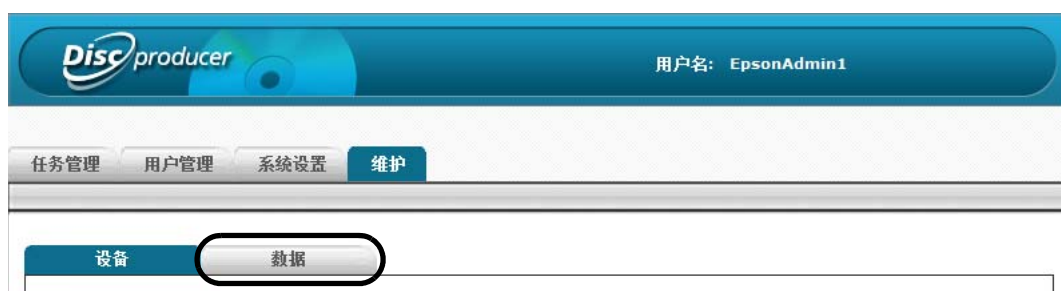 Disc producer
用户名: EpsonAdmin1
任务管理 用户管理 系统设置 维护
设备 数据